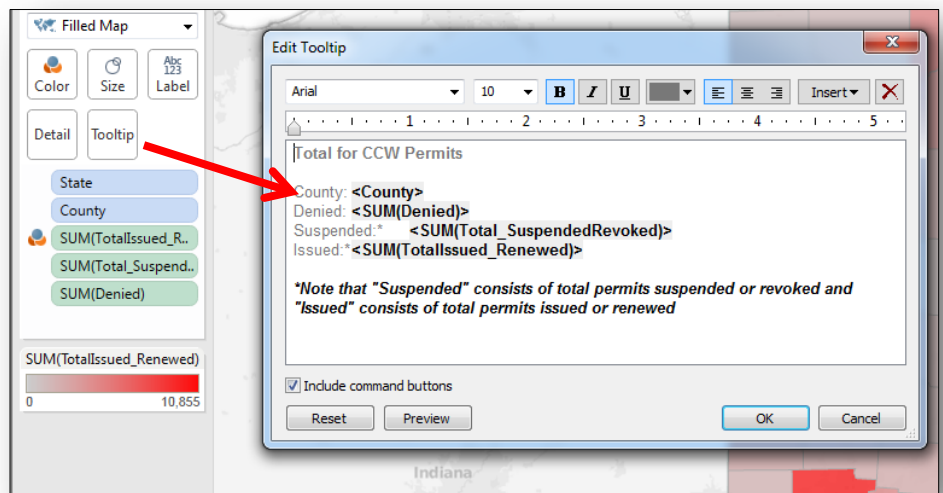 Filled Map
Color
Size
Abc
123
Label
Detail
Tooltip
State
County
SUM(TotalIssued_R..
SUM(Total_Suspend..
SUM(Denied)
SUM(TotalIssued_Renewed)
0 10,855
Edit Tooltip
Arial 10 B I U Insert
1 2 3 4 5
Total for CCW Permits
County: <County>
Denied: <SUM(Denied)>
Suspended:* <SUM(Total_SuspendedRevoked)>
Issued:*<SUM(TotalIssued_Renewed)>
*Note that "Suspended" consists of total permits suspended or revoked and
"Issued" consists of total permits issued or renewed
Include command buttons
Reset Preview OK Cancel
Indiana